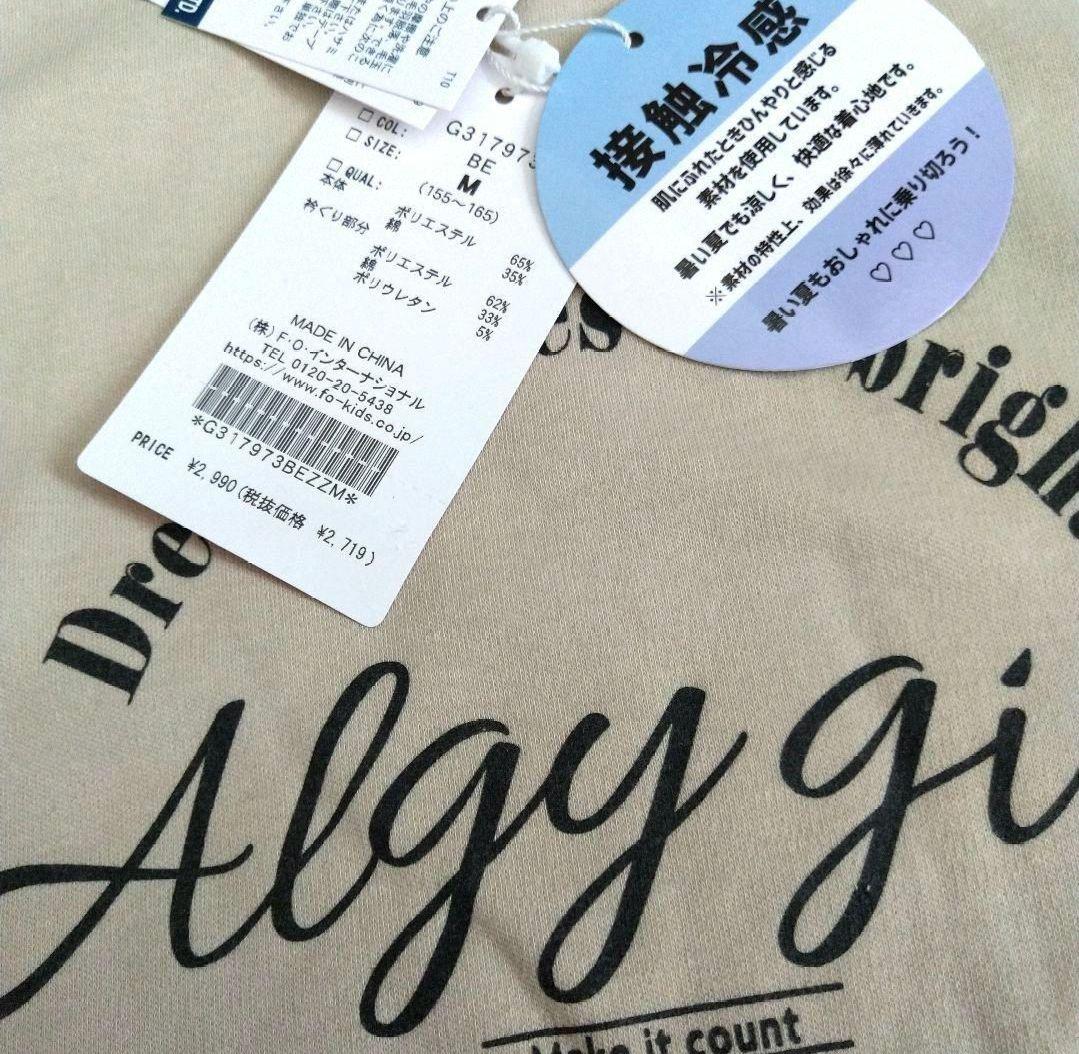 TD.
T10
接触冷感
肌にふれたときひんやりと感じる
素材を使用しています。
暑い夏でも涼しく、快適な着心地です。
※素材の特性上、効果は徐々に薄れていきます。
暑い夏もおしゃれに乗り切ろう！
♡♡♡
G317973
□ COL: BE
□ SIZE: M
(155〜165)
□ QUAL:
本体 ポリエステル 65%
綿 35%
衿ぐり部分 ポリエステル 62%
綿 33%
ポリウレタン 5%
MADE IN CHINA
(株)F・O・インターナショナル
TEL 0120-20-5438
https://www.fo-kids.co.jp/
*G317973BEZZM*
PRICE ¥2,990(税抜価格 ¥2,719)
Dre es brigh
Algy gi
Make it count